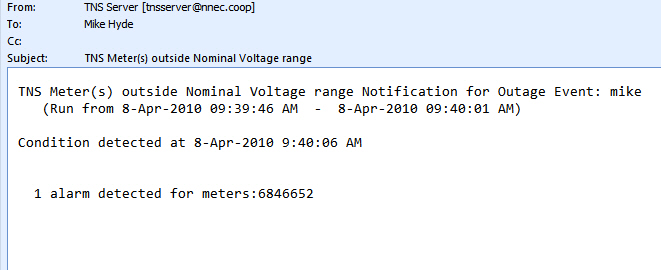 From: TNS Server [tnsserver@nnec.coop]
To: Mike Hyde
Cc:
Subject: TNS Meter(s) outside Nominal Voltage range
TNS Meter(s) outside Nominal Voltage range Notification for Outage Event: mike
(Run from 8-Apr-2010 09:39:46 AM - 8-Apr-2010 09:40:01 AM)
Condition detected at 8-Apr-2010 9:40:06 AM
1 alarm detected for meters:6846652